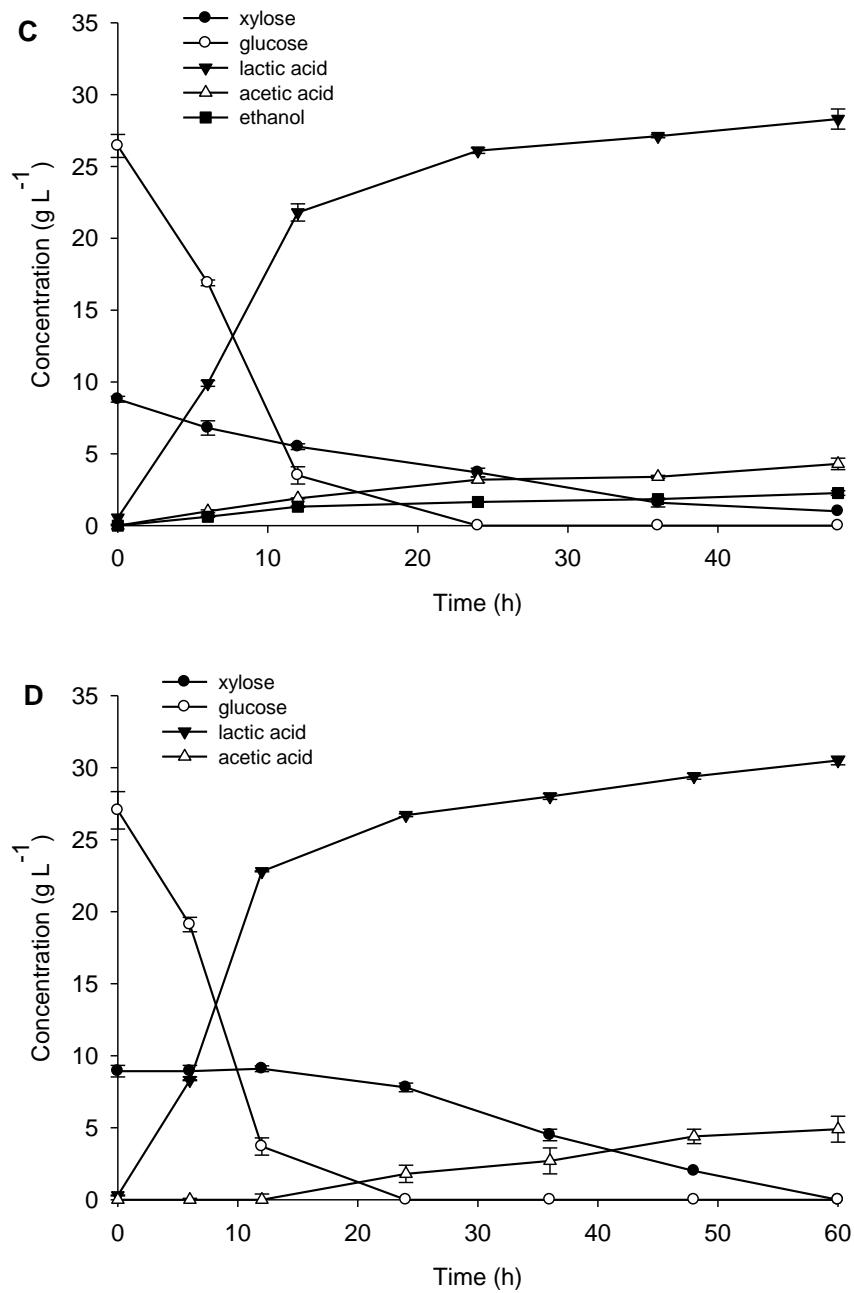 C
xylose
glucose
lactic acid
acetic acid
ethanol
35
30
25
20
15
10
5
0
Concentration (g L-1)
0 10 20 30 40
Time (h)
D
xylose
glucose
lactic acid
acetic acid
35
30
25
20
15
10
5
0
Concentration (g L-1)
0 10 20 30 40 50 60
Time (h)